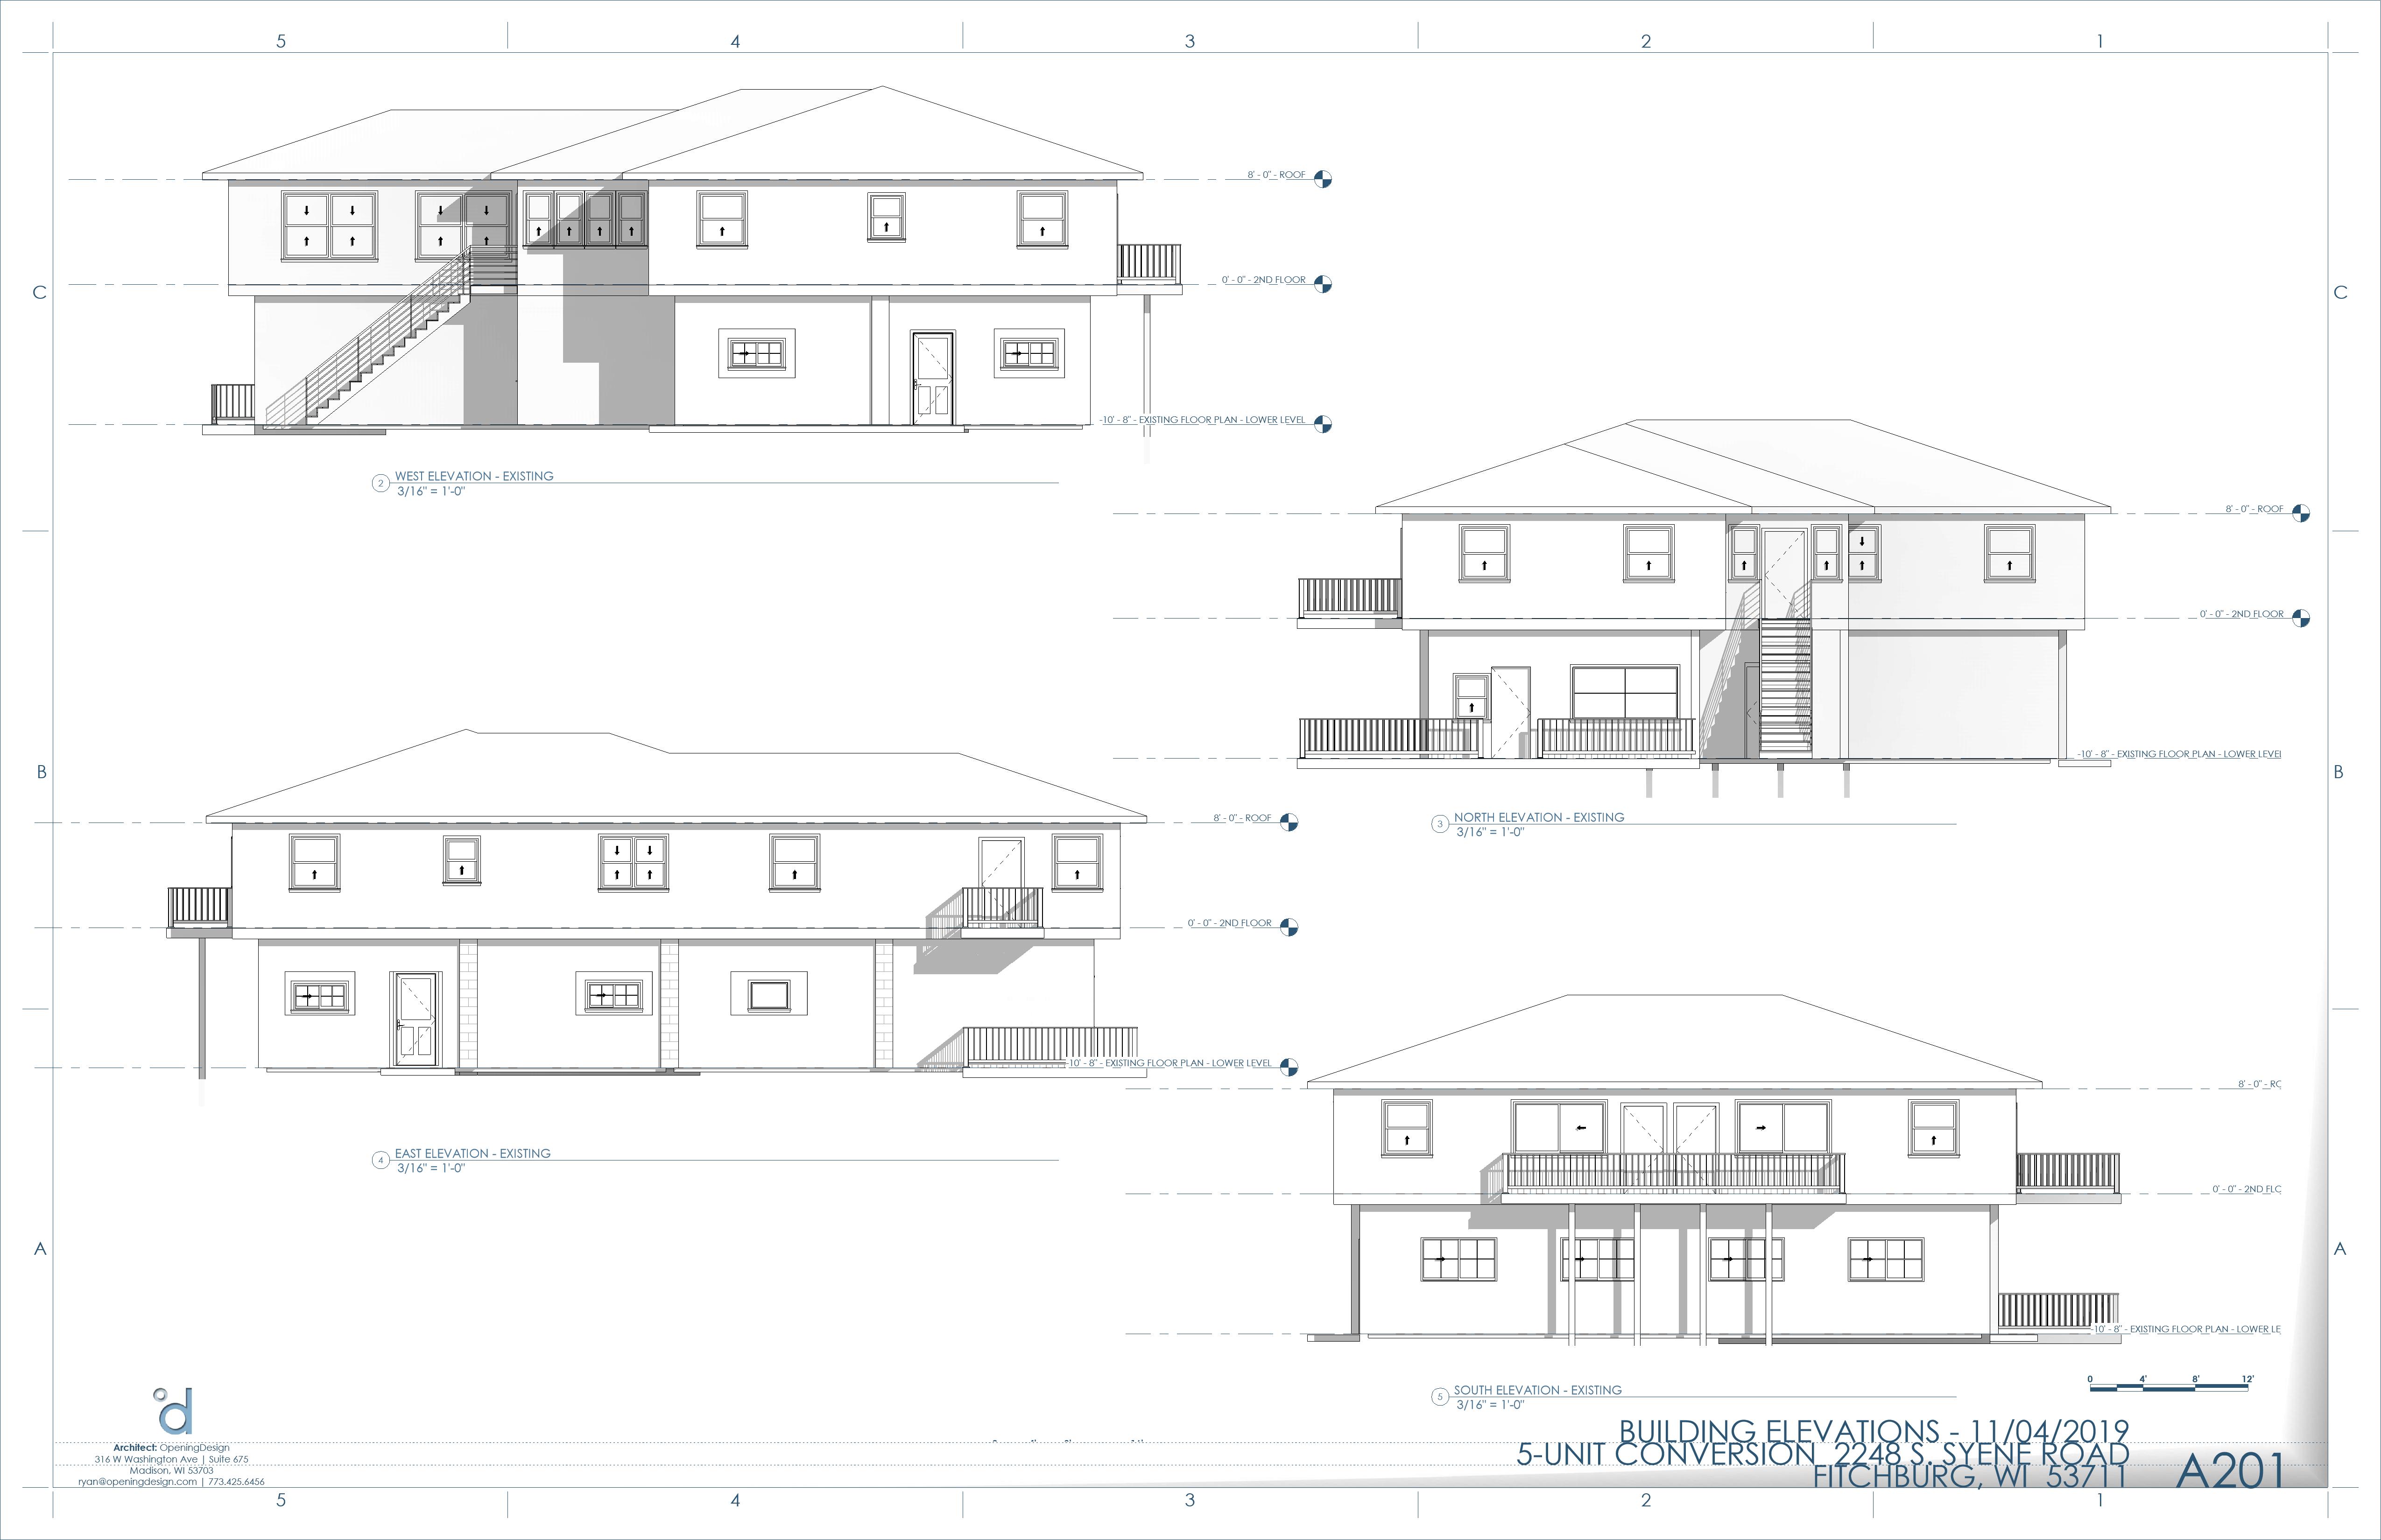 5 4 3 2 1
C
C
8' - 0" - ROOF
0' - 0" - 2ND FLOOR
-10' - 8" - EXISTING FLOOR PLAN - LOWER LEVEL
2
WEST ELEVATION - EXISTING
3/16" = 1'-0"
8' - 0" - ROOF
0' - 0" - 2ND FLOOR
-10' - 8" - EXISTING FLOOR PLAN - LOWER LEVEL
3
NORTH ELEVATION - EXISTING
3/16" = 1'-0"
B
B
8' - 0" - ROOF
0' - 0" - 2ND FLOOR
-10' - 8" - EXISTING FLOOR PLAN - LOWER LEVEL
4
EAST ELEVATION - EXISTING
3/16" = 1'-0"
8' - 0" - RO
0' - 0" - 2ND FLO
-10' - 8" - EXISTING FLOOR PLAN - LOWER LE
A
A
5
SOUTH ELEVATION - EXISTING
3/16" = 1'-0"
0 4' 8' 12'
d
Architect: OpeningDesign
316 W Washington Ave | Suite 675
Madison, WI 53703
ryan@openingdesign.com | 773.425.6456
BUILDING ELEVATIONS - 11/04/2019
5-UNIT CONVERSION 2248 S. SYENE ROAD
FITCHBURG, WI 53711
A201
5 4 3 2 1